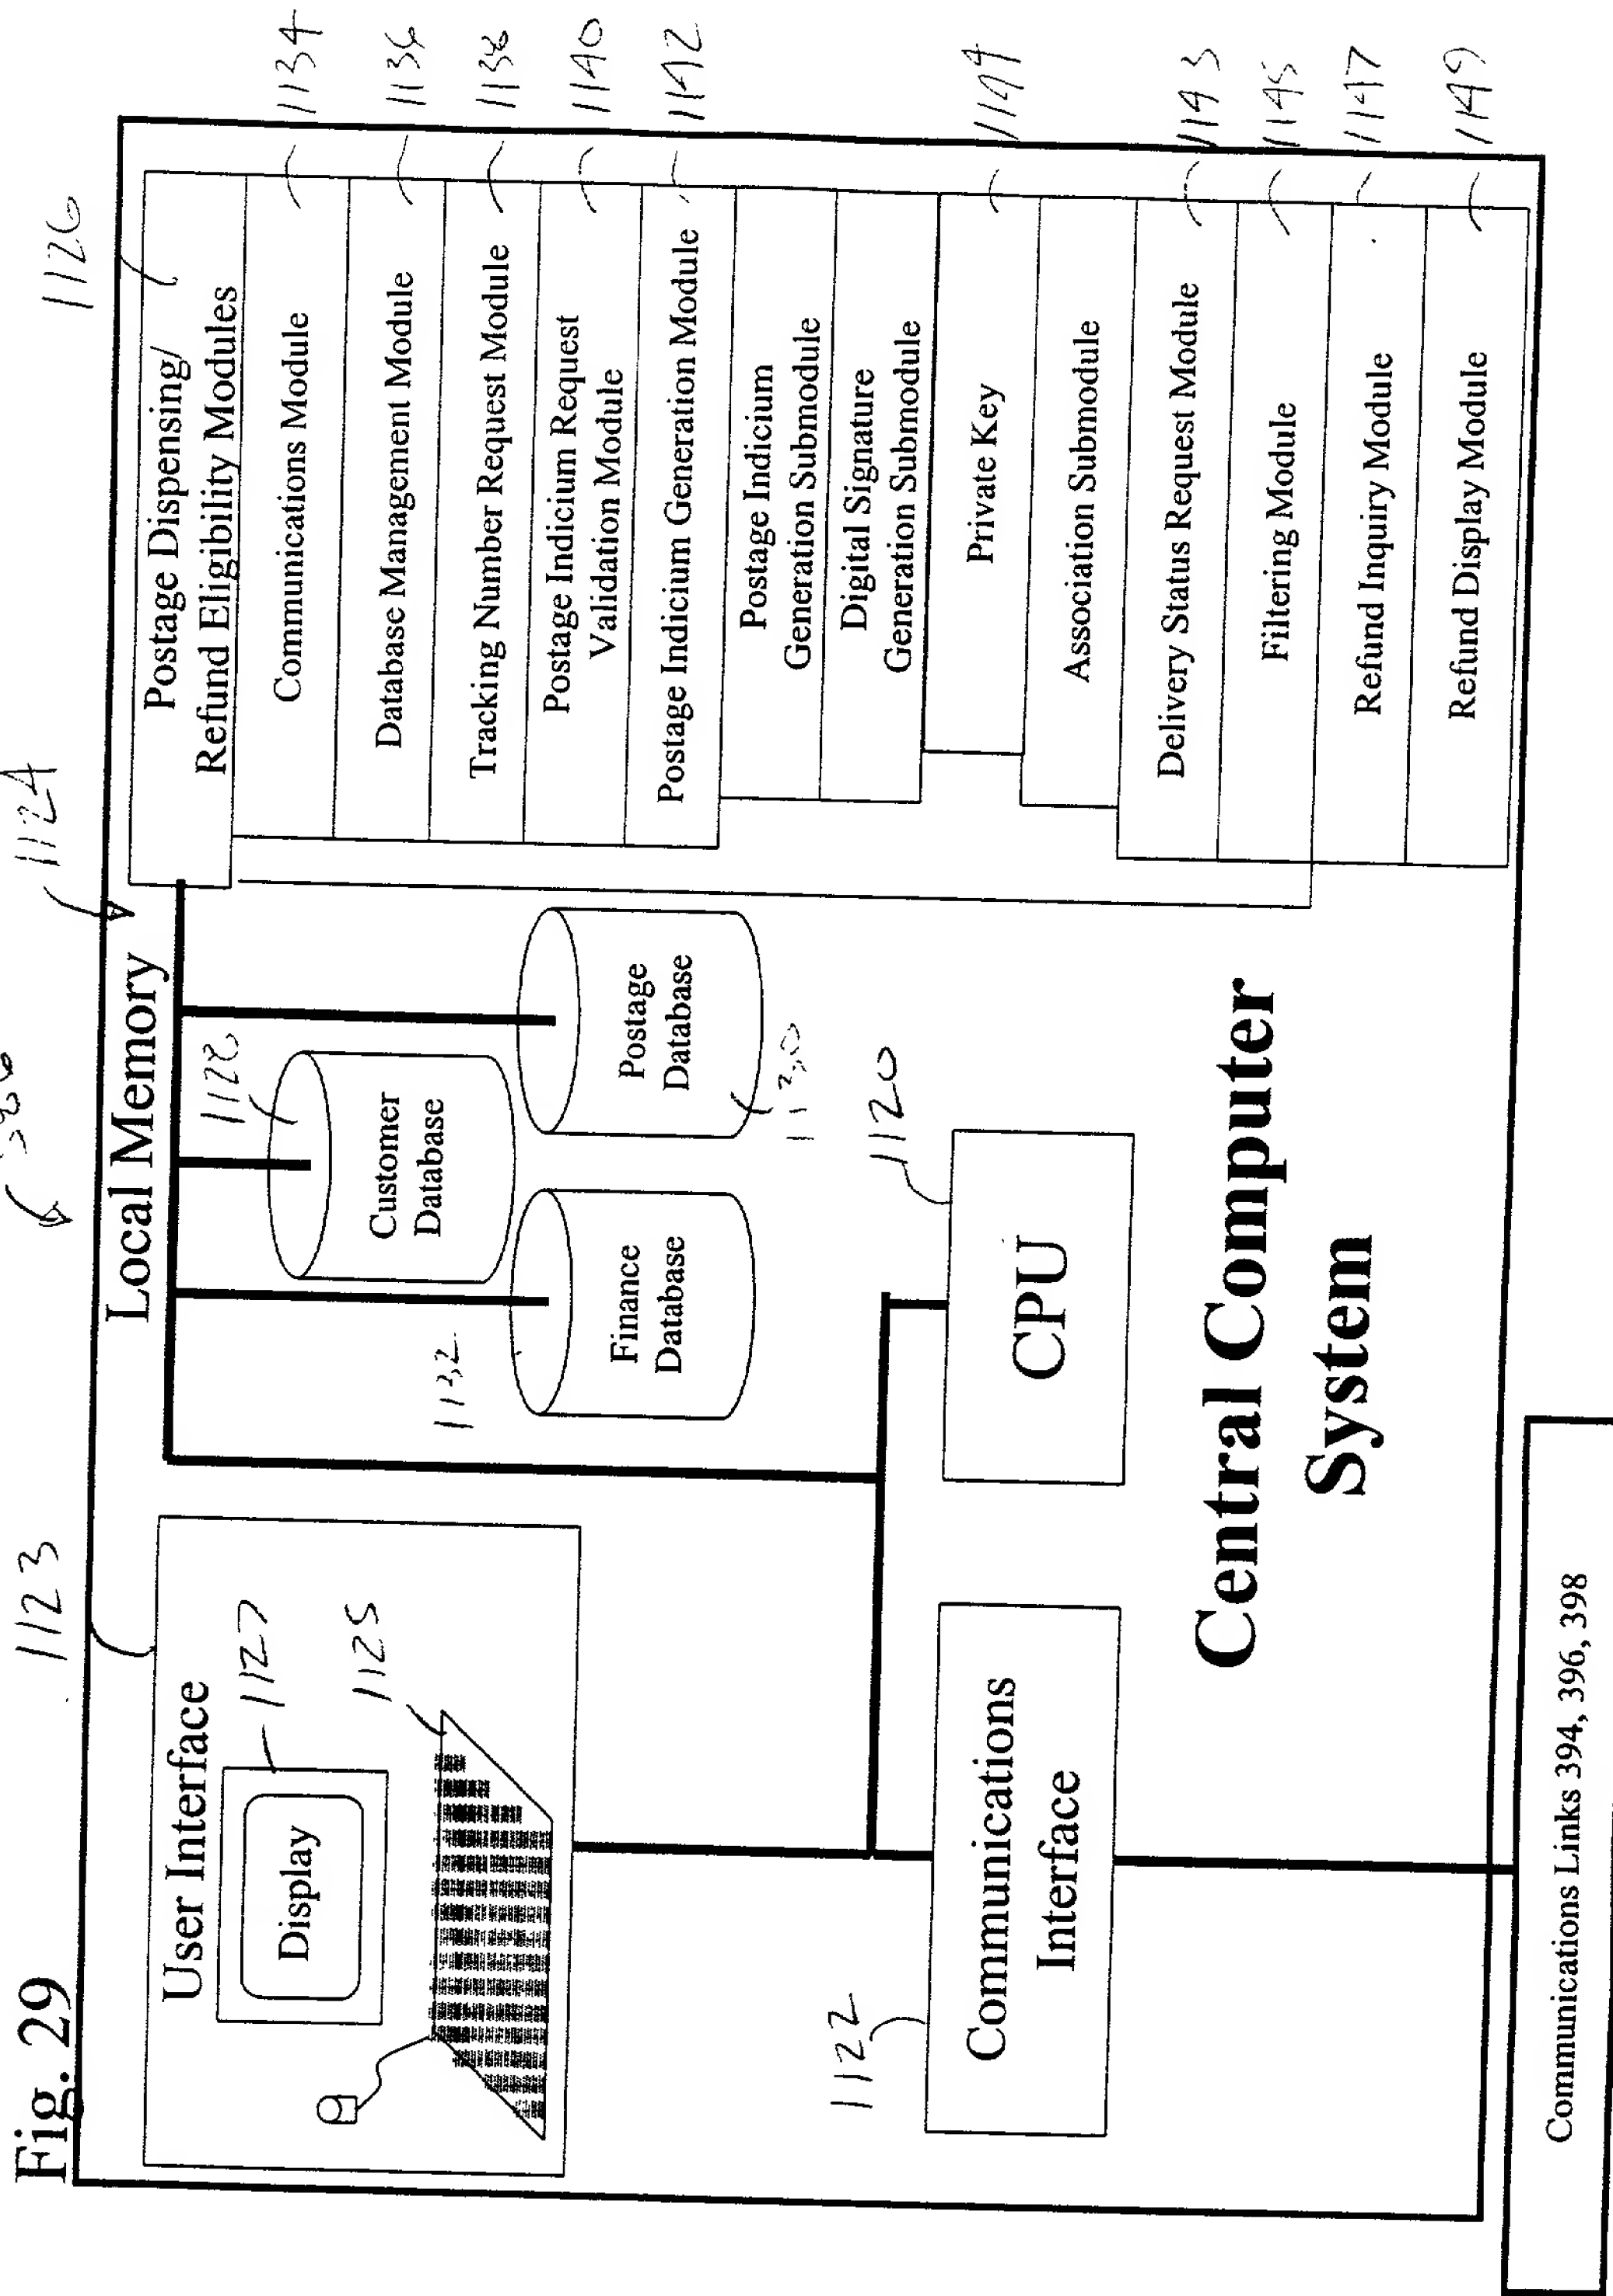 Fig. 29
1123
1124
1126
User Interface
1127
Display
1125
Local Memory
1128
Customer
Database
1132
Finance
Database
Postage
Database
1130
1122
Communications
Interface
1120
CPU
Central Computer
System
Communications Links 394, 396, 398
Postage Dispensing/
Refund Eligibility Modules
Communications Module
1134
Database Management Module
1136
Tracking Number Request Module
1138
Postage Indicium Request
Validation Module
1140
Postage Indicium Generation Module
1142
Postage Indicium
Generation Submodule
Digital Signature
Generation Submodule
Private Key
1144
Association Submodule
Delivery Status Request Module
1143
Filtering Module
1145
Refund Inquiry Module
1147
Refund Display Module
1149